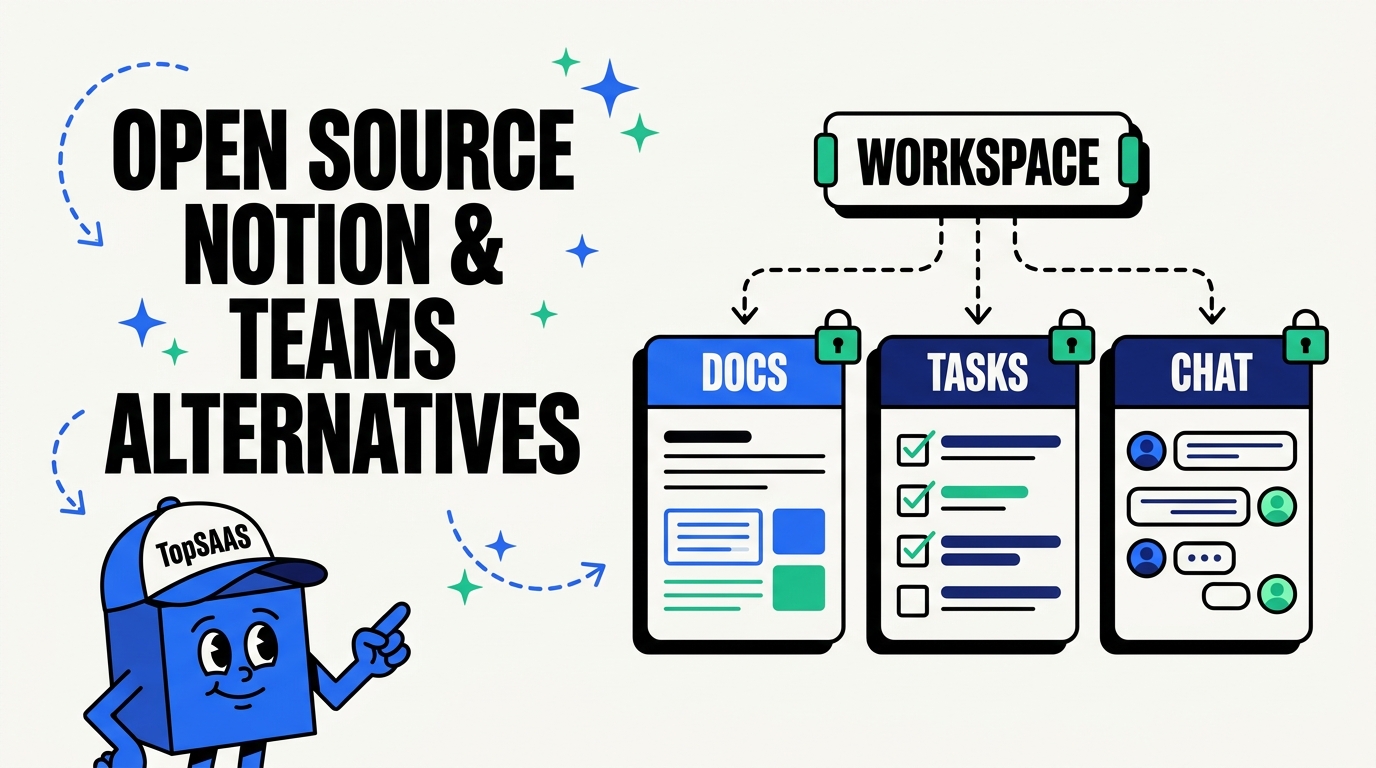 OPEN SOURCE
NOTION &
TEAMS
ALTERNATIVES
TopSAAS
WORKSPACE
DOCS
TASKS
CHAT